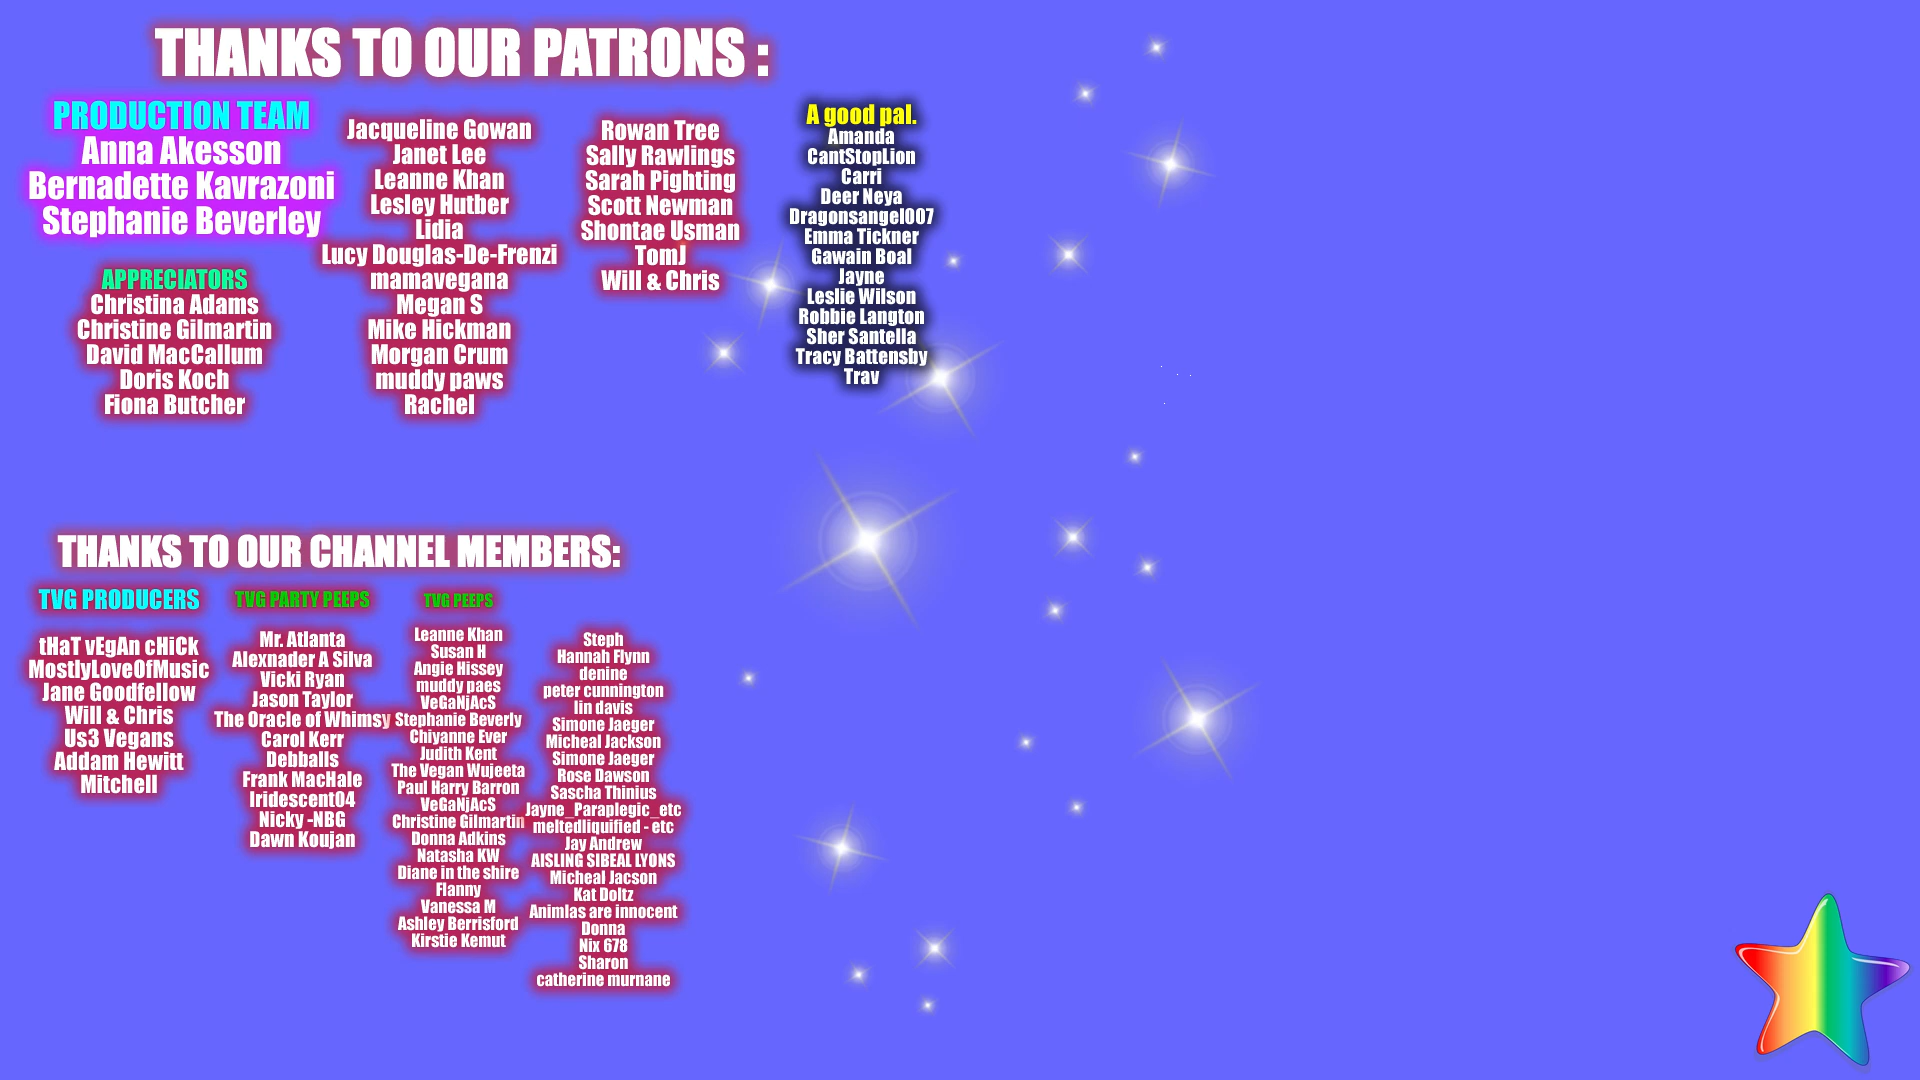 THANKS TO OUR PATRONS :
PRODUCTION TEAM
Anna Akesson
Bernadette Kavrazoni
Stephanie Beverley
APPRECIATORS
Christina Adams
Christine Gilmartin
David MacCallum
Doris Koch
Fiona Butcher
Jacqueline Gowan
Janet Lee
Leanne Khan
Lesley Hutber
Lidia
Lucy Douglas-De-Frenzi
mamavegana
Megan S
Mike Hickman
Morgan Crum
muddy paws
Rachel
Rowan Tree
Sally Rawlings
Sarah Pighting
Scott Newman
Shontae Usman
TomJ
Will & Chris
A good pal.
Amanda
CantStopLion
Carri
Deer Neya
Dragonsangel007
Emma Tickner
Gawain Boal
Jayne
Leslie Wilson
Robbie Langton
Sher Santella
Tracy Battensby
Trav
THANKS TO OUR CHANNEL MEMBERS:
TVG PRODUCERS
tHaT vEgAn cHiCk
MostlyLoveOfMusic
Jane Goodfellow
Will & Chris
Us3 Vegans
Addam Hewitt
Mitchell
TVG PARTY PEEPS
Mr. Atlanta
Alexnader A Silva
Vicki Ryan
Jason Taylor
The Oracle of Whimsy
Carol Kerr
Debballs
Frank MacHale
Iridescent04
Nicky -NBG
Dawn Koujan
TVG PEEPS
Leanne Khan
Susan H
Angie Hissey
muddy paes
VeGaNjAcS
Stephanie Beverly
Chiyanne Ever
Judith Kent
The Vegan Wujeeta
Paul Harry Barron
VeGaNjAcS
Christine Gilmartin
Donna Adkins
Natasha KW
Diane in the shire
Flanny
Vanessa M
Ashley Berrisford
Kirstie Kemut
Steph
Hannah Flynn
denine
peter cunnington
lin davis
Simone Jaeger
Micheal Jackson
Simone Jaeger
Rose Dawson
Sascha Thinius
Jayne_Paraplegic_etc
meltedliquified - etc
Jay Andrew
AISLING SIBEAL LYONS
Micheal Jacson
Kat Doltz
Animlas are innocent
Donna
Nix 678
Sharon
catherine murnane